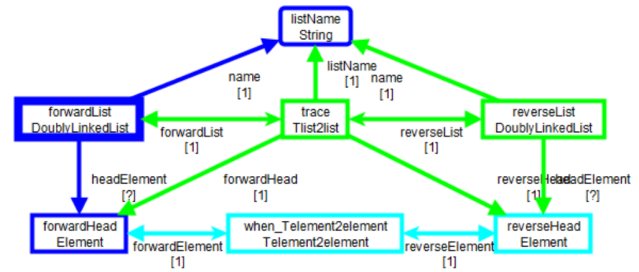 listName
String
name
[1]
listName
[1]
name
[1]
forwardList
DoublyLinkedList
forwardList
[1]
trace
Tlist2list
reverseList
[1]
reverseList
DoublyLinkedList
headElement
[?]
forwardHead
[1]
reverseHead
[1]
headElement
[?]
forwardHead
Element
forwardElement
[1]
when_Telement2element
Telement2element
reverseElement
[1]
reverseHead
Element